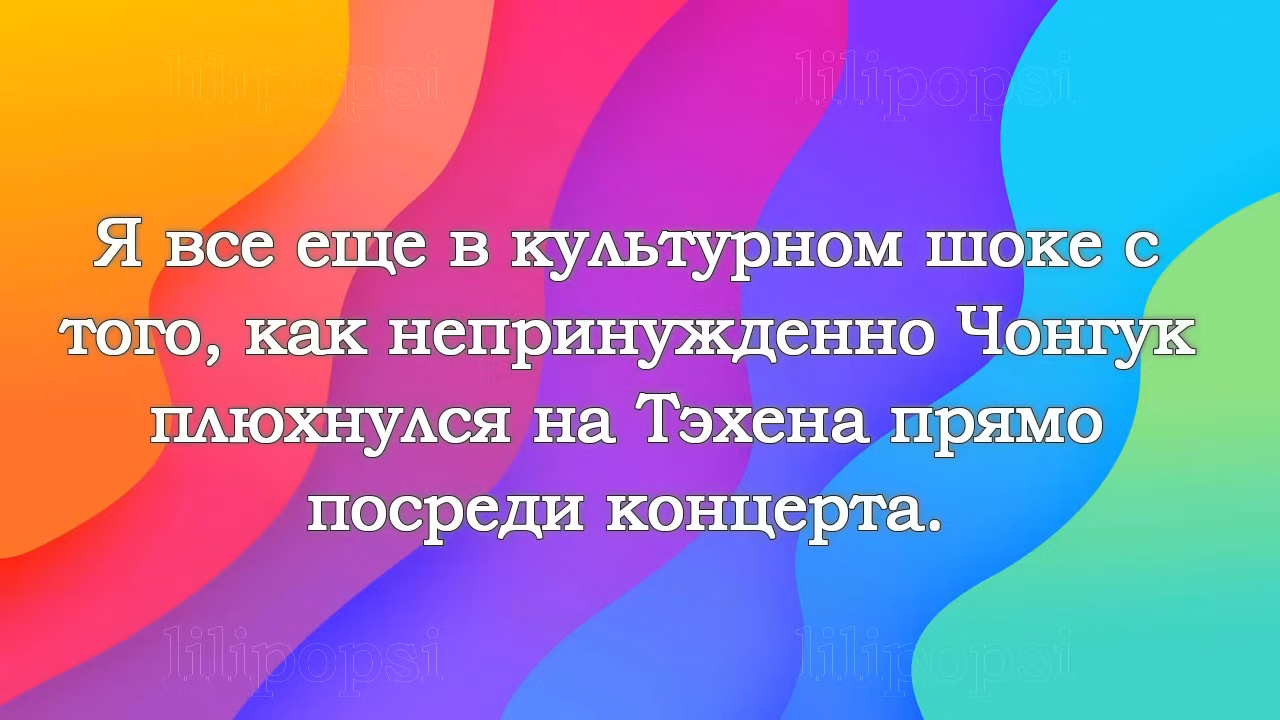 lilipopsi lilipopsi
Я все еще в культурном шоке с
того, как непринужденно Чонгук
плюхнулся на Тэхена прямо
посреди концерта.
lilipopsi lilipopsi